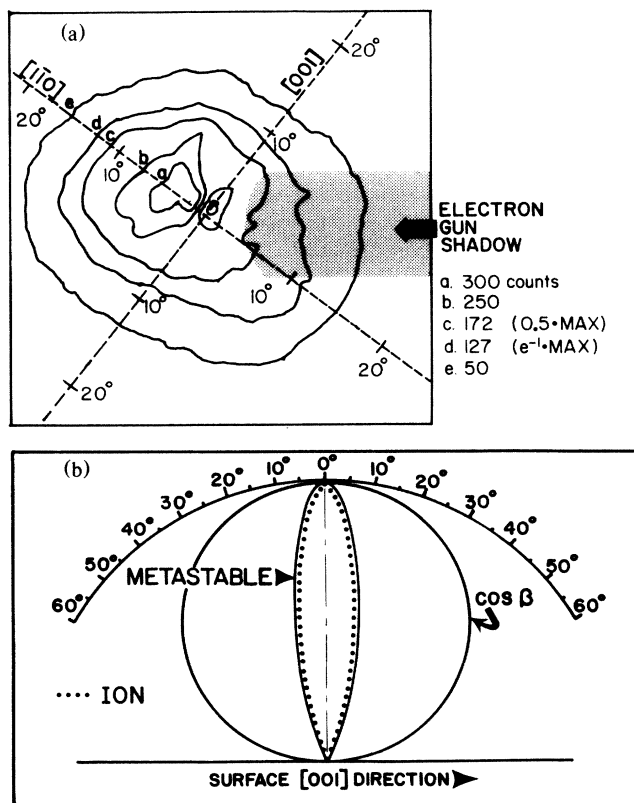 (a)
[11̄0]
[001]
20°
20°
e
d
c
10°
b
a
10°
ELECTRON
GUN
SHADOW
10°
10°
20°
20°
a. 300 counts
b. 250
c. 172 (0.5·MAX)
d. 127 (e⁻¹·MAX)
e. 50
(b)
60° 50° 40° 30° 20° 10° 0° 10° 20° 30° 40° 50° 60°
METASTABLE
cos β
.... ION
SURFACE [001] DIRECTION